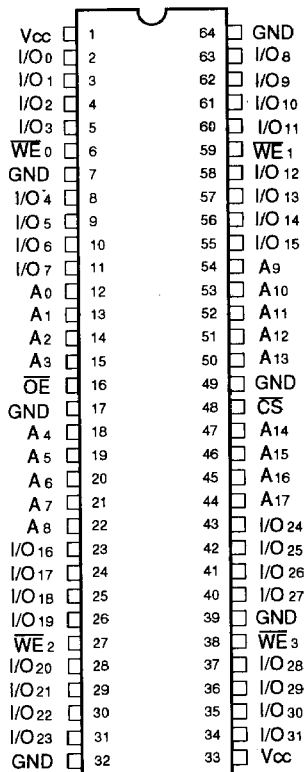 Vcc 1 64 GND
I/O0 2 63 I/O8
I/O1 3 62 I/O9
I/O2 4 61 I/O10
I/O3 5 60 I/O11
WE0 6 59 WE1
GND 7 58 I/O12
I/O4 8 57 I/O13
I/O5 9 56 I/O14
I/O6 10 55 I/O15
I/O7 11 54 A9
A0 12 53 A10
A1 13 52 A11
A2 14 51 A12
A3 15 50 A13
OE 16 49 GND
GND 17 48 CS
A4 18 47 A14
A5 19 46 A15
A6 20 45 A16
A7 21 44 A17
A8 22 43 I/O24
I/O16 23 42 I/O25
I/O17 24 41 I/O26
I/O18 25 40 I/O27
I/O19 26 39 GND
WE2 27 38 WE3
I/O20 28 37 I/O28
I/O21 29 36 I/O29
I/O22 30 35 I/O30
I/O23 31 34 I/O31
GND 32 33 Vcc